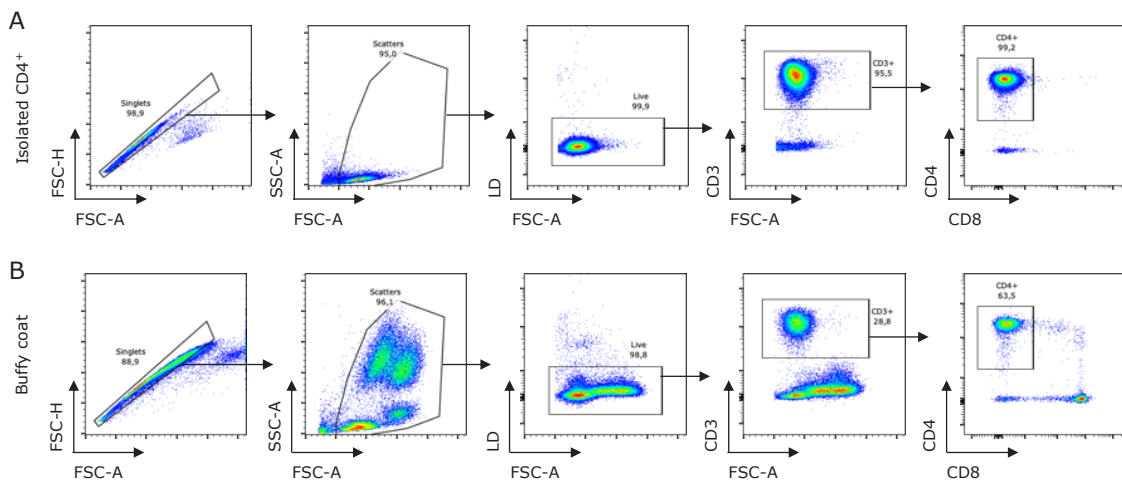 A
Isolated CD4⁺
Singlets
98,9
FSC-H
FSC-A
Scatters
95,0
SSC-A
FSC-A
Live
99,9
LD
FSC-A
CD3+
95,5
CD3
FSC-A
CD4+
99,2
CD4
CD8
B
Buffy coat
Singlets
88,9
FSC-H
FSC-A
Scatters
96,1
SSC-A
FSC-A
Live
98,8
LD
FSC-A
CD3+
28,8
CD3
FSC-A
CD4+
63,5
CD4
CD8